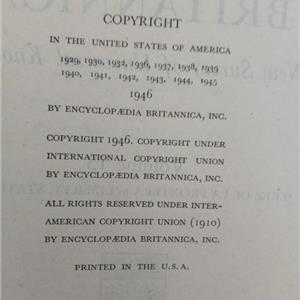 COPYRIGHT
IN THE UNITED STATES OF AMERICA
1929, 1930, 1932, 1936, 1937, 1938, 1939
1940, 1941, 1942, 1943, 1944, 1945
1946
BY ENCYCLOPÆDIA BRITANNICA, INC.
COPYRIGHT 1946. COPYRIGHT UNDER
INTERNATIONAL COPYRIGHT UNION
BY ENCYCLOPÆDIA BRITANNICA, INC.
ALL RIGHTS RESERVED UNDER INTER-
AMERICAN COPYRIGHT UNION (1910)
BY ENCYCLOPÆDIA BRITANNICA, INC.
PRINTED IN THE U.S.A.